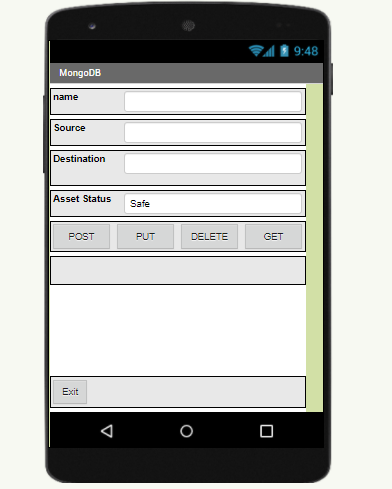 9:48
MongoDB
name
Source
Destination
Asset Status Safe
POST PUT DELETE GET
Exit